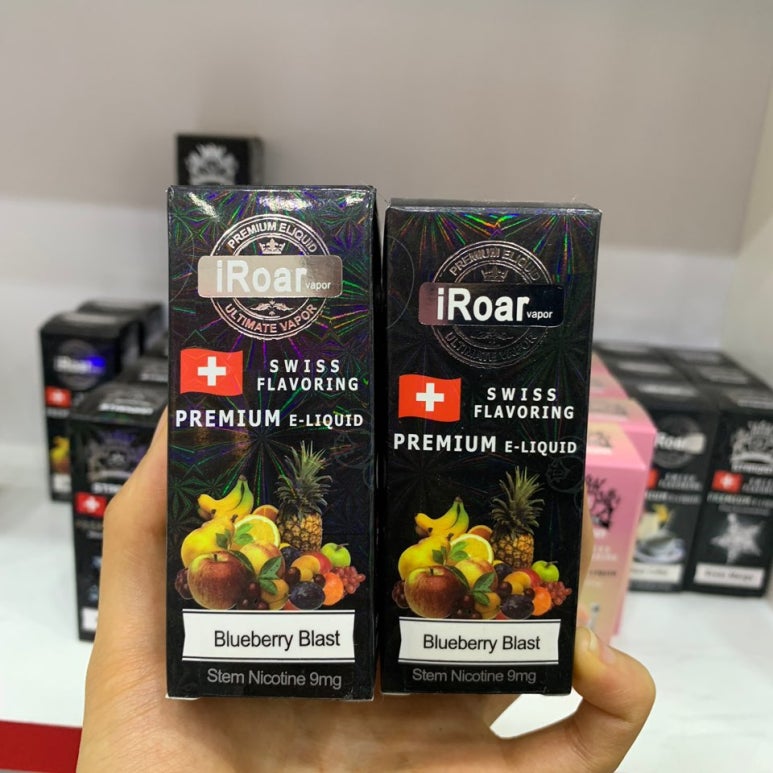 PREMIUM ELIQUID
iRoar vapor
ULTIMATE VAPOR
SWISS
FLAVORING
PREMIUM E-LIQUID
Blueberry Blast
Stem Nicotine 9mg
PREMIUM ELIQUID
iRoar vapor
ULTIMATE VAPOR
SWISS
FLAVORING
PREMIUM E-LIQUID
Blueberry Blast
Stem Nicotine 9mg
iRoar